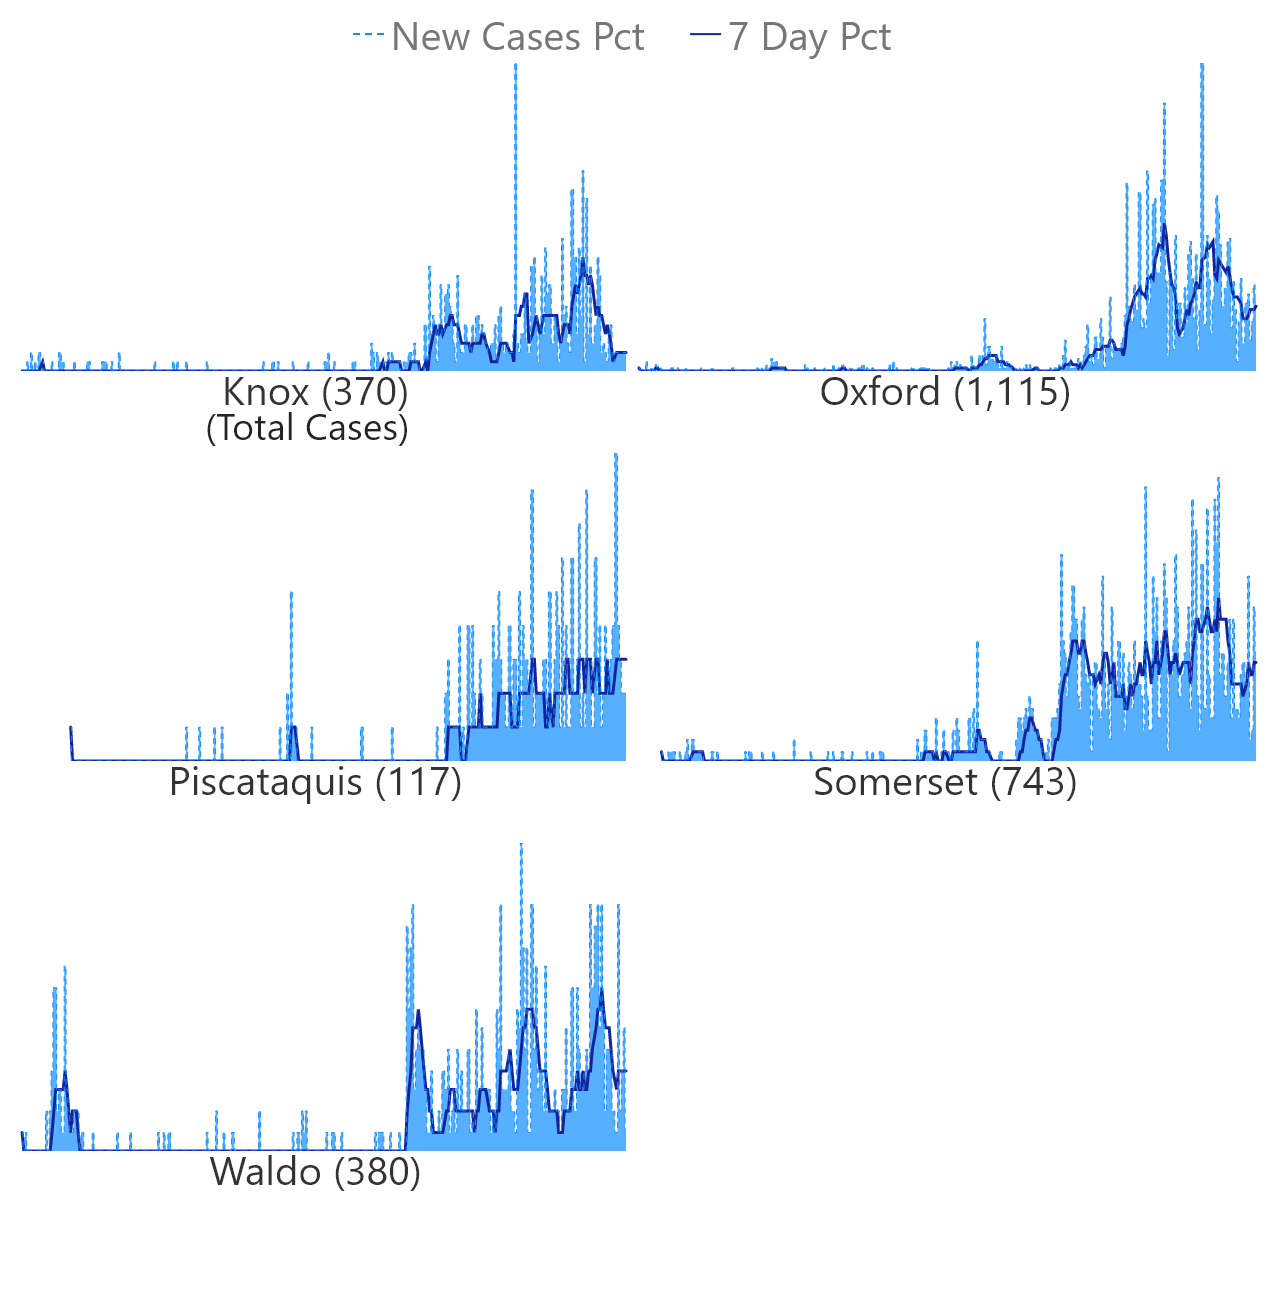 New Cases Pct 7 Day Pct
Knox (370)
(Total Cases)
Oxford (1,115)
Piscataquis (117)
Somerset (743)
Waldo (380)